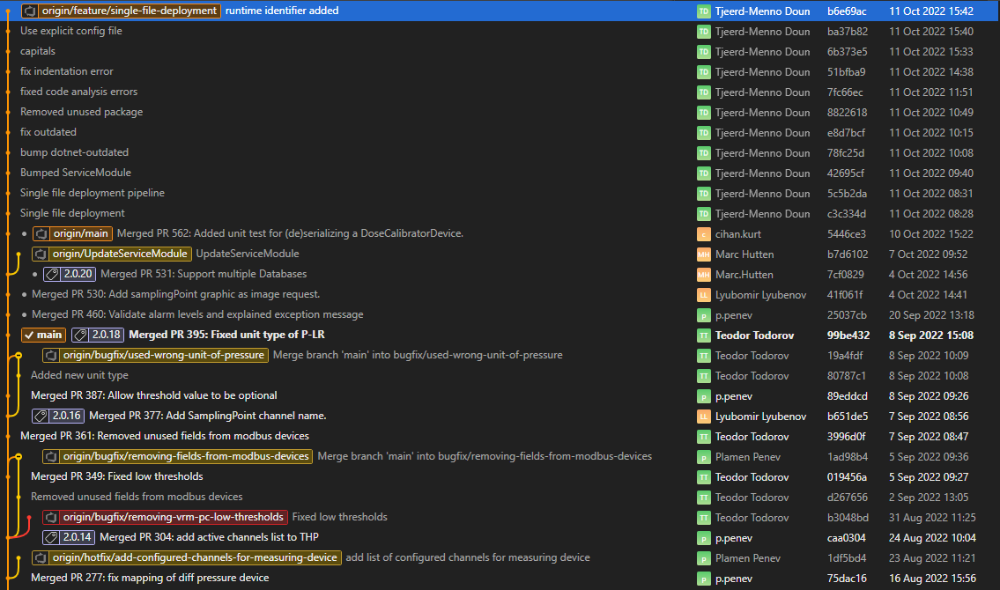 origin/feature/single-file-deployment runtime identifier added TD Tjeerd-Menno Doun b6e69ac 11 Oct 2022 15:42
Use explicit config file TD Tjeerd-Menno Doun ba37b82 11 Oct 2022 15:40
capitals TD Tjeerd-Menno Doun 6b373e5 11 Oct 2022 15:33
fix indentation error TD Tjeerd-Menno Doun 51bfba9 11 Oct 2022 14:38
fixed code analysis errors TD Tjeerd-Menno Doun 7fc66ec 11 Oct 2022 11:51
Removed unused package TD Tjeerd-Menno Doun 8822618 11 Oct 2022 10:49
fix outdated TD Tjeerd-Menno Doun e8d7bcf 11 Oct 2022 10:15
bump dotnet-outdated TD Tjeerd-Menno Doun 78fc25d 11 Oct 2022 10:08
Bumped ServiceModule TD Tjeerd-Menno Doun 42695cf 11 Oct 2022 09:40
Single file deployment pipeline TD Tjeerd-Menno Doun 5c5b2da 11 Oct 2022 08:31
Single file deployment TD Tjeerd-Menno Doun c3c334d 11 Oct 2022 08:28
origin/main Merged PR 562: Added unit test for (de)serializing a DoseCalibratorDevice. c cihan.kurt 5446ce3 10 Oct 2022 15:22
origin/UpdateServiceModule UpdateServiceModule MH Marc Hutten b7d6102 7 Oct 2022 09:52
2.0.20 Merged PR 531: Support multiple Databases MH Marc.Hutten 7cf0829 4 Oct 2022 14:56
Merged PR 530: Add samplingPoint graphic as image request. LL Lyubomir Lyubenov 41f061f 4 Oct 2022 14:41
Merged PR 460: Validate alarm levels and explained exception message p p.penev 25037cb 20 Sep 2022 13:18
main 2.0.18 Merged PR 395: Fixed unit type of P-LR TT Teodor Todorov 99be432 8 Sep 2022 15:08
origin/bugfix/used-wrong-unit-of-pressure Merge branch 'main' into bugfix/used-wrong-unit-of-pressure TT Teodor Todorov 19a4fdf 8 Sep 2022 10:09
Added new unit type TT Teodor Todorov 80787c1 8 Sep 2022 10:08
Merged PR 387: Allow threshold value to be optional p p.penev 89eddcd 8 Sep 2022 09:26
2.0.16 Merged PR 377: Add SamplingPoint channel name. LL Lyubomir Lyubenov b651de5 7 Sep 2022 08:56
Merged PR 361: Removed unused fields from modbus devices TT Teodor Todorov 3996d0f 7 Sep 2022 08:47
origin/bugfix/removing-fields-from-modbus-devices Merge branch 'main' into bugfix/removing-fields-from-modbus-devices p Plamen Penev 1ad98b4 5 Sep 2022 09:36
Merged PR 349: Fixed low thresholds TT Teodor Todorov 019456a 5 Sep 2022 09:27
Removed unused fields from modbus devices TT Teodor Todorov d267656 2 Sep 2022 13:05
origin/bugfix/removing-vrm-pc-low-thresholds Fixed low thresholds TT Teodor Todorov b3048bd 31 Aug 2022 11:25
2.0.14 Merged PR 304: add active channels list to THP p p.penev caa0304 24 Aug 2022 10:04
origin/hotfix/add-configured-channels-for-measuring-device add list of configured channels for measuring device p Plamen Penev 1df5bd4 23 Aug 2022 11:21
Merged PR 277: fix mapping of diff pressure device p p.penev 75dac16 16 Aug 2022 15:56